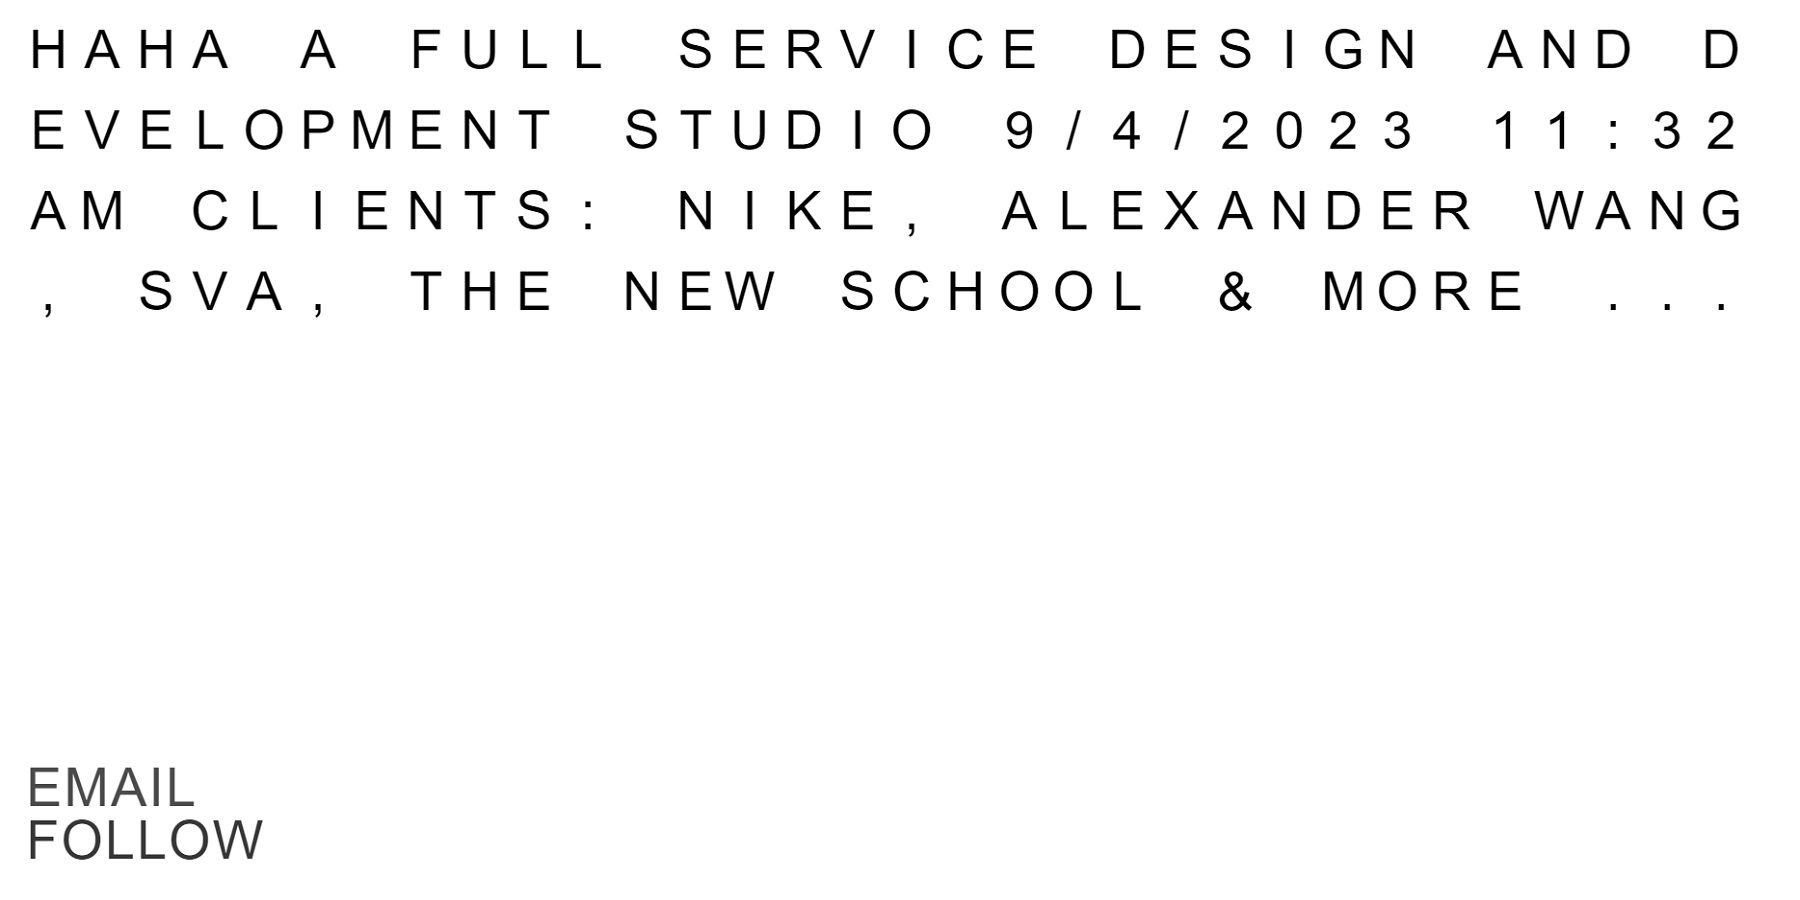 HAHA A FULL SERVICE DESIGN AND D
EVELOPMENT STUDIO 9/4/2023 11:32
AM CLIENTS: NIKE, ALEXANDER WANG
, SVA, THE NEW SCHOOL & MORE ...
EMAIL
FOLLOW